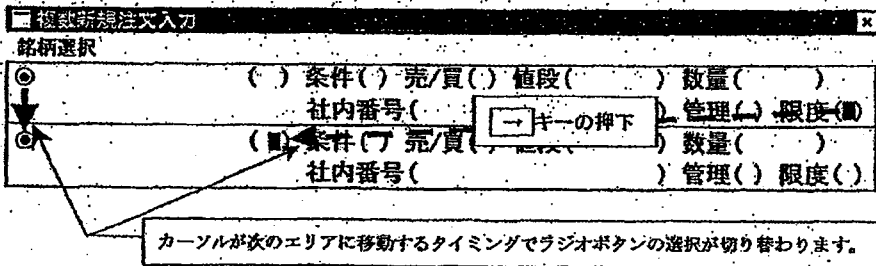 複数新規注文入力
銘柄選択
( ) 条件( ) 売/買( ) 値段( ) 数量( )
社内番号( ) 管理( ) 限度( )
→キーの押下
( ) 条件( ) 売/買( ) 値段( ) 数量( )
社内番号( ) 管理( ) 限度( )
カーソルが次のエリアに移動するタイミングでラジオボタンの選択が切り替わります。